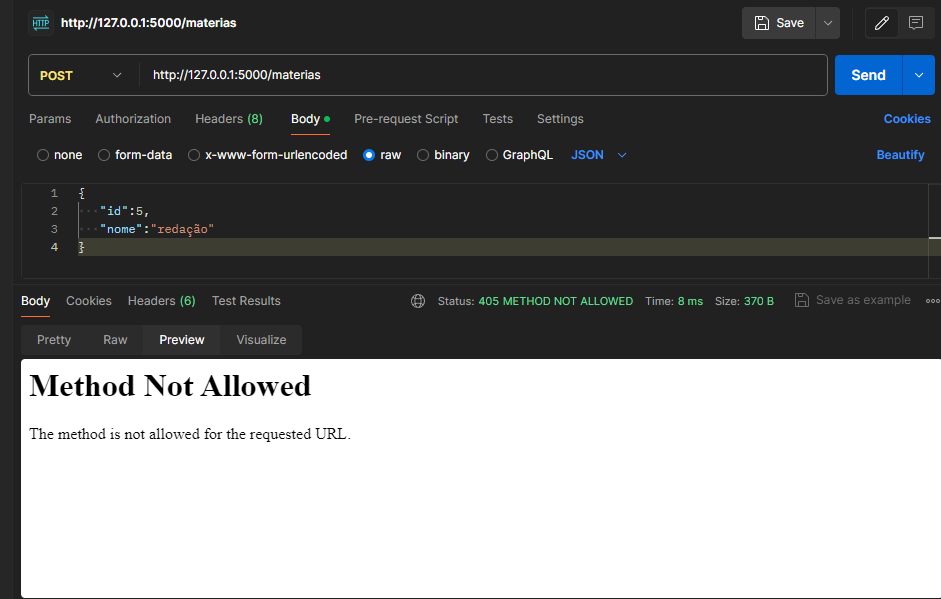 HTTP http://127.0.0.1:5000/materias Save
POST http://127.0.0.1:5000/materias Send
Params Authorization Headers (8) Body Pre-request Script Tests Settings Cookies
none form-data x-www-form-urlencoded raw binary GraphQL JSON Beautify
1 {
2 "id":5,
3 "nome":"redação"
4 }
Body Cookies Headers (6) Test Results Status: 405 METHOD NOT ALLOWED Time: 8 ms Size: 370 B Save as example
Pretty Raw Preview Visualize
Method Not Allowed
The method is not allowed for the requested URL.